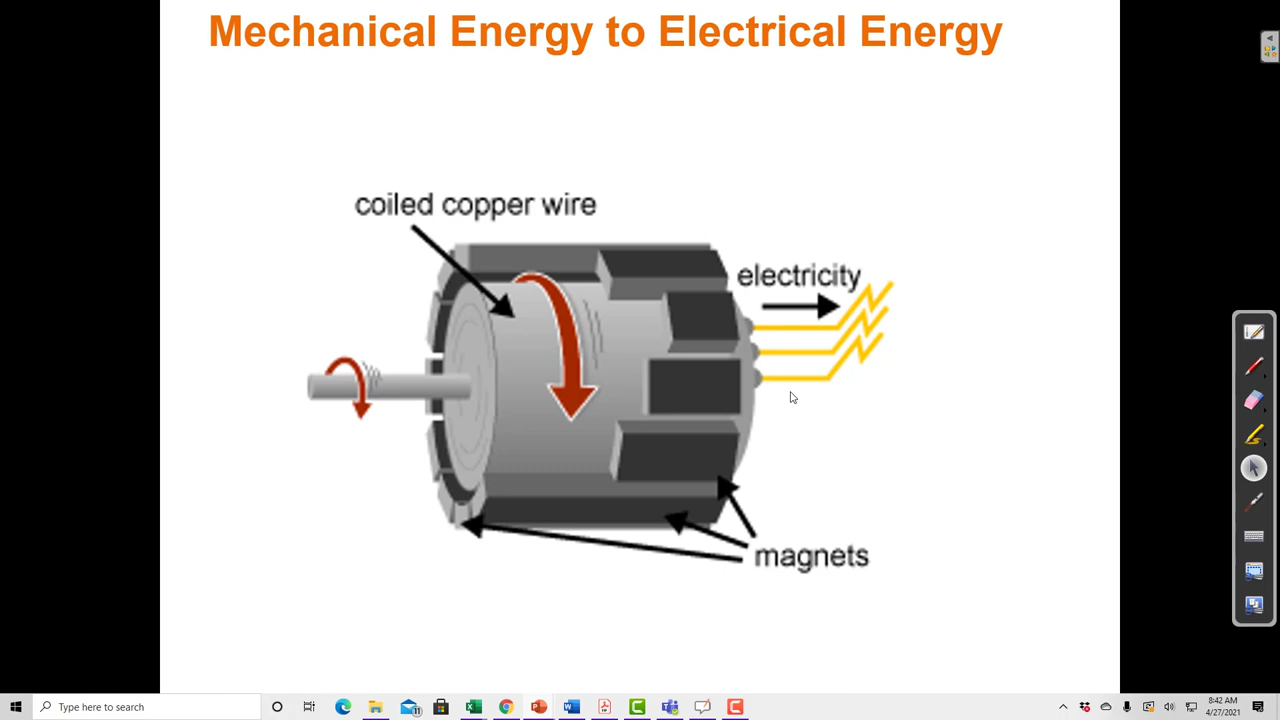 Mechanical Energy to Electrical Energy
coiled copper wire
electricity
magnets
Type here to search
8:42 AM
4/27/2021